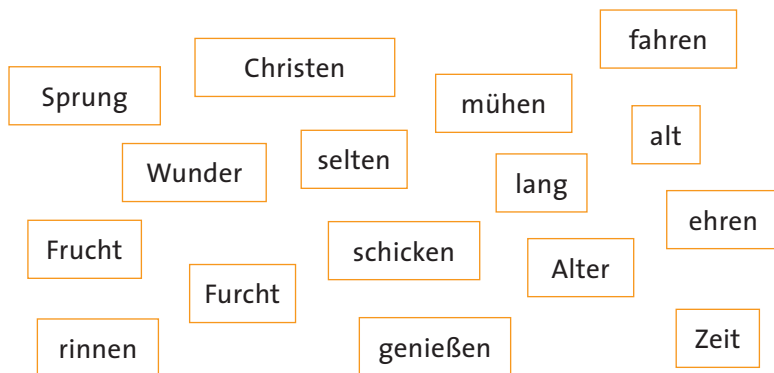 fahren
Christen
Sprung
mühen
alt
selten
Wunder
lang
ehren
Frucht
schicken
Alter
Furcht
Zeit
rinnen
genießen